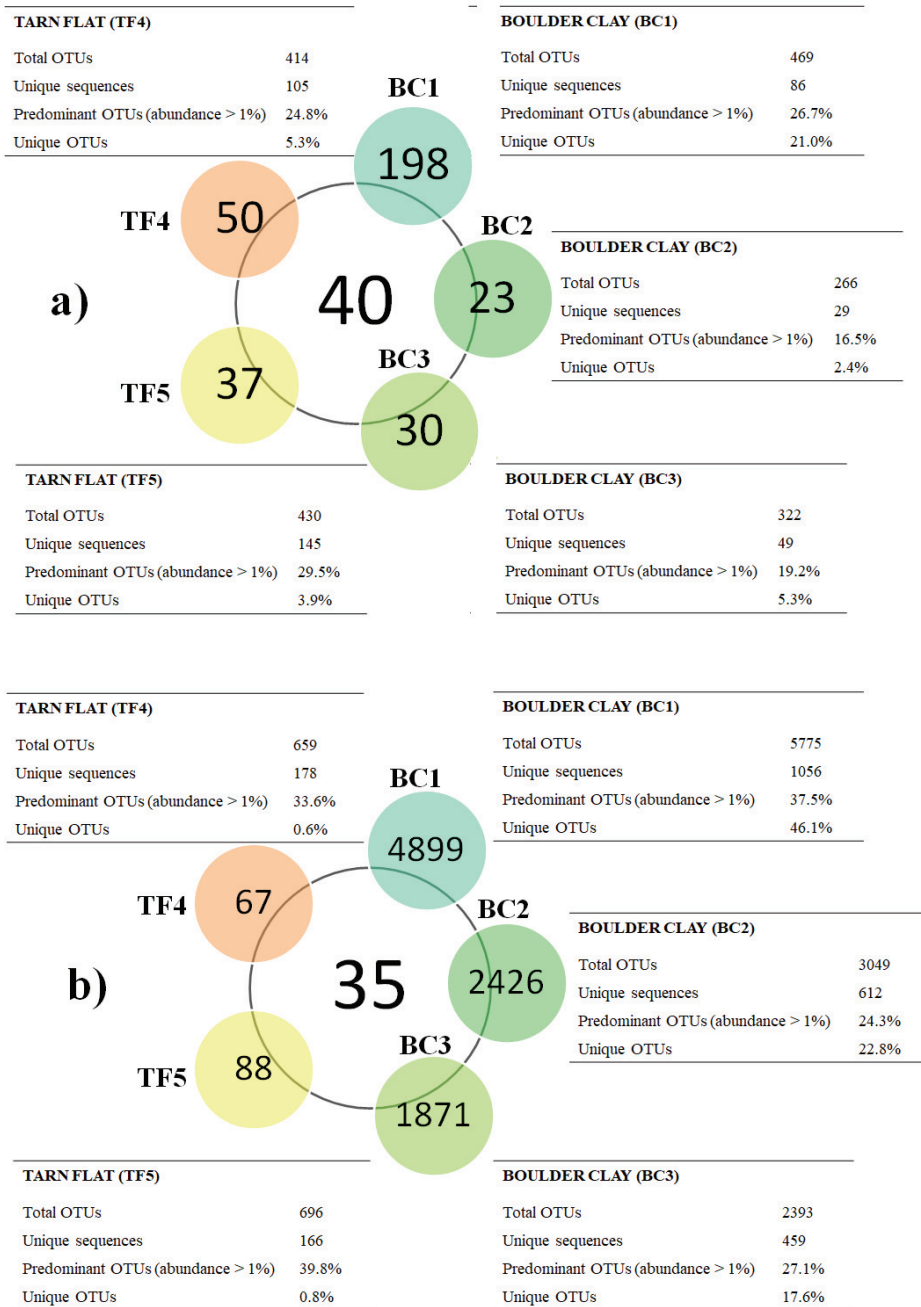 TARN FLAT (TF4)
Total OTUs 414
Unique sequences 105
Predominant OTUs (abundance > 1%) 24.8%
Unique OTUs 5.3%
BOULDER CLAY (BC1)
Total OTUs 469
Unique sequences 86
Predominant OTUs (abundance > 1%) 26.7%
Unique OTUs 21.0%
BC1
198
TF4
50
BC2
23
a)
40
TF5
37
BC3
30
BOULDER CLAY (BC2)
Total OTUs 266
Unique sequences 29
Predominant OTUs (abundance > 1%) 16.5%
Unique OTUs 2.4%
TARN FLAT (TF5)
Total OTUs 430
Unique sequences 145
Predominant OTUs (abundance > 1%) 29.5%
Unique OTUs 3.9%
BOULDER CLAY (BC3)
Total OTUs 322
Unique sequences 49
Predominant OTUs (abundance > 1%) 19.2%
Unique OTUs 5.3%
TARN FLAT (TF4)
Total OTUs 659
Unique sequences 178
Predominant OTUs (abundance > 1%) 33.6%
Unique OTUs 0.6%
BOULDER CLAY (BC1)
Total OTUs 5775
Unique sequences 1056
Predominant OTUs (abundance > 1%) 37.5%
Unique OTUs 46.1%
BC1
4899
TF4
67
BC2
2426
b)
35
TF5
88
BC3
1871
BOULDER CLAY (BC2)
Total OTUs 3049
Unique sequences 612
Predominant OTUs (abundance > 1%) 24.3%
Unique OTUs 22.8%
TARN FLAT (TF5)
Total OTUs 696
Unique sequences 166
Predominant OTUs (abundance > 1%) 39.8%
Unique OTUs 0.8%
BOULDER CLAY (BC3)
Total OTUs 2393
Unique sequences 459
Predominant OTUs (abundance > 1%) 27.1%
Unique OTUs 17.6%